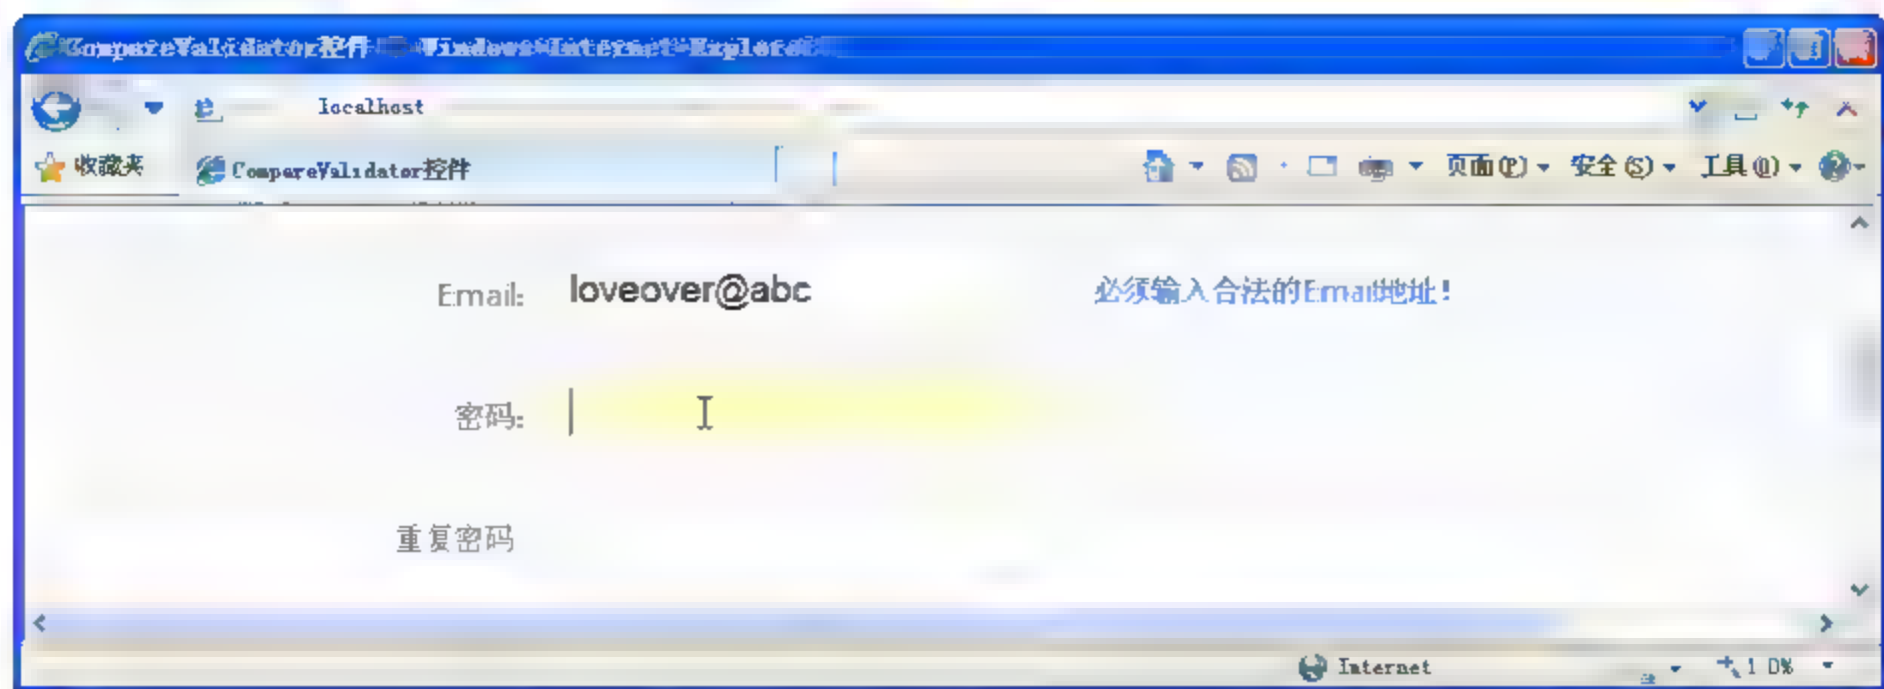 CompareValidator控件 Windows Internet Explorer
localhost
收藏夹 CompareValidator控件 页面(P) 安全(S) 工具(O)
Email: loveover@abc 必须输入合法的Email地址!
密码:
重复密码
Internet